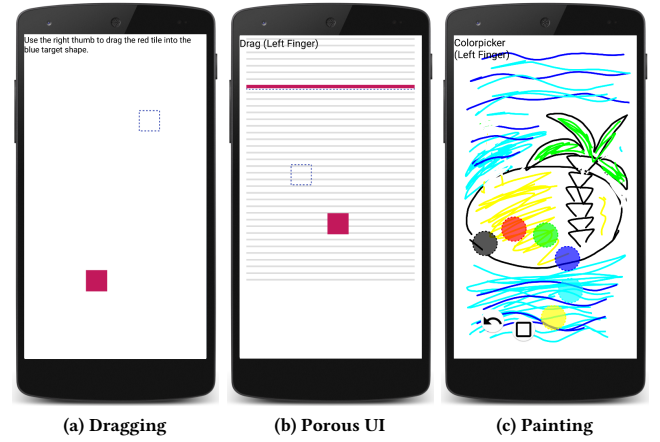 Use the right thumb to drag the red tile into the
blue target shape.
Drag (Left Finger)
Colorpicker
(Left Finger)
(a) Dragging
(b) Porous UI
(c) Painting